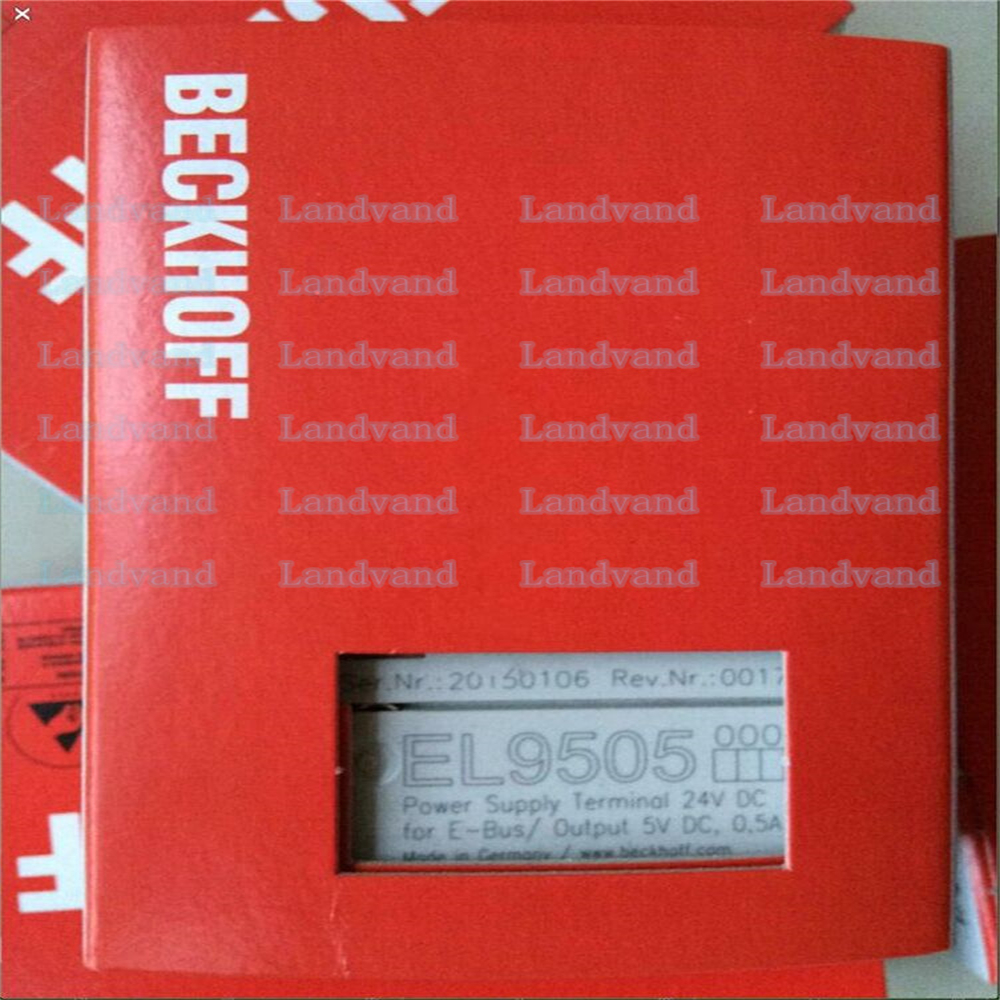 BECKHOFF
Landvand Landvand Landvand Landvand
Landvand Landvand Landvand Landvand
Landvand Landvand Landvand Landvand
Landvand Landvand Landvand Landvand
Landvand Landvand Landvand Landvand
Landvand Landvand Landvand Landvand
Ser.Nr.: 20150106 Rev.Nr.: 0017
EL9505 000
Power Supply Terminal 24V DC
for E-Bus/ Output 5V DC, 0.5A
Made in Germany / www.beckhoff.com